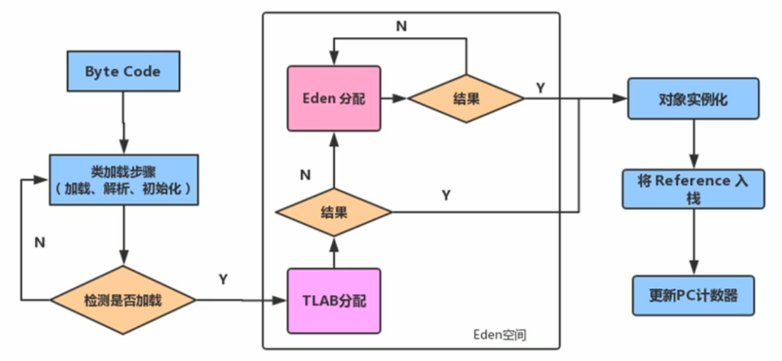 Byte Code
类加载步骤
（加载、解析、初始化）
N
检测是否加载
Y
N
Eden 分配
结果
Y
N
结果
Y
TLAB分配
Eden空间
对象实例化
将 Reference 入
栈
更新PC计数器